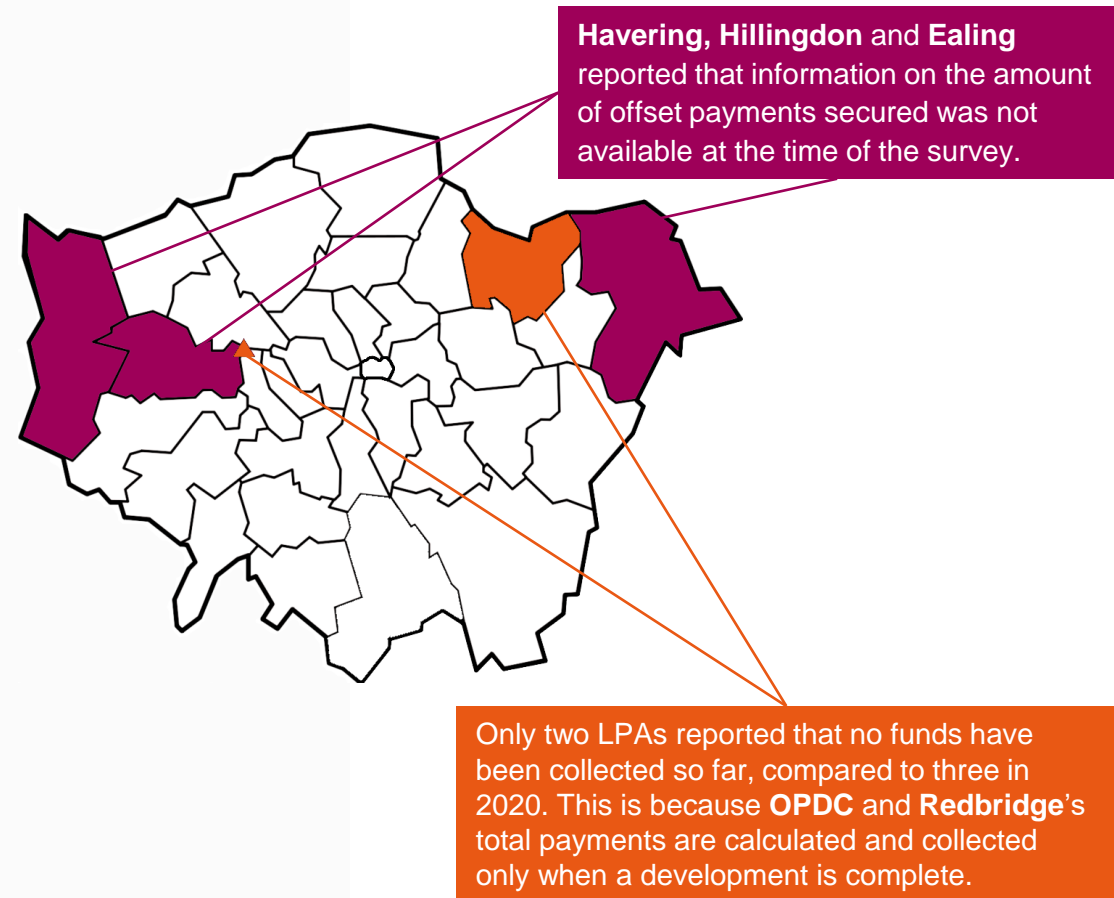 Havering, Hillingdon and Ealing
reported that information on the amount
of offset payments secured was not
available at the time of the survey.
Only two LPAs reported that no funds have
been collected so far, compared to three in
2020. This is because OPDC and Redbridge's
total payments are calculated and collected
only when a development is complete.